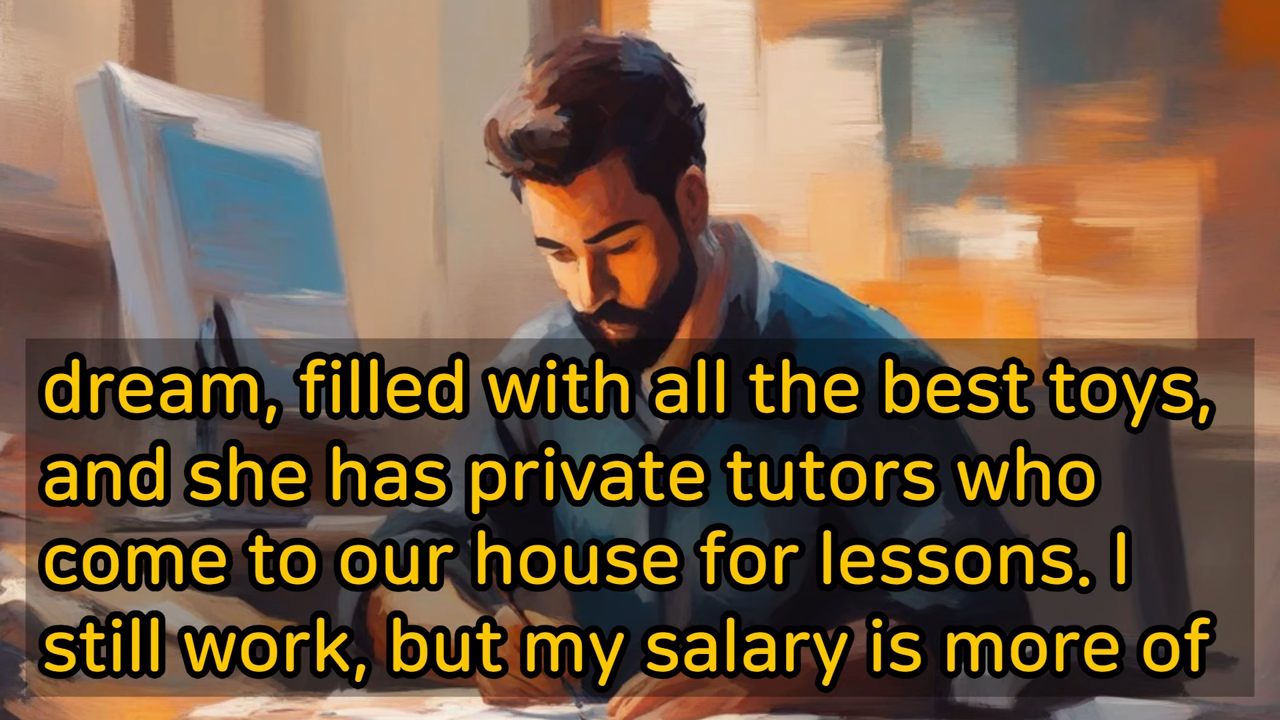 dream, filled with all the best toys,
and she has private tutors who
come to our house for lessons. I
still work, but my salary is more of